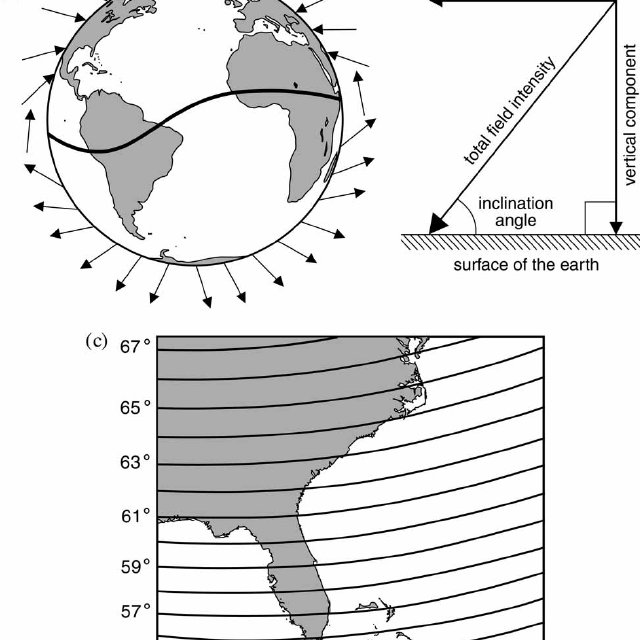 total field intensity
vertical component
inclination
angle
surface of the earth
(c)
67°
65°
63°
61°
59°
57°